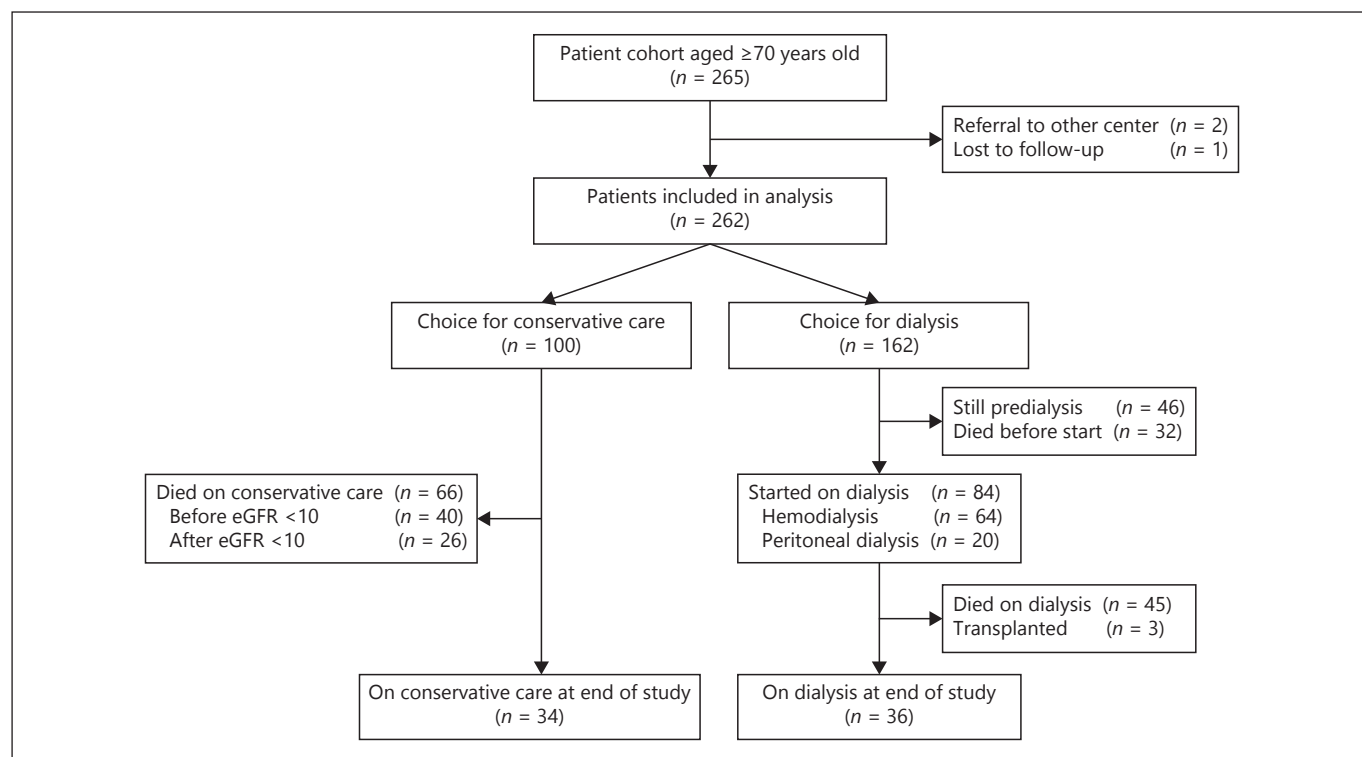 Patient cohort aged ≥70 years old
(n = 265)
Referral to other center (n = 2)
Lost to follow-up (n = 1)
Patients included in analysis
(n = 262)
Choice for conservative care
(n = 100)
Choice for dialysis
(n = 162)
Still predialysis (n = 46)
Died before start (n = 32)
Died on conservative care (n = 66)
Before eGFR <10 (n = 40)
After eGFR <10 (n = 26)
Started on dialysis (n = 84)
Hemodialysis (n = 64)
Peritoneal dialysis (n = 20)
Died on dialysis (n = 45)
Transplanted (n = 3)
On conservative care at end of study
(n = 34)
On dialysis at end of study
(n = 36)